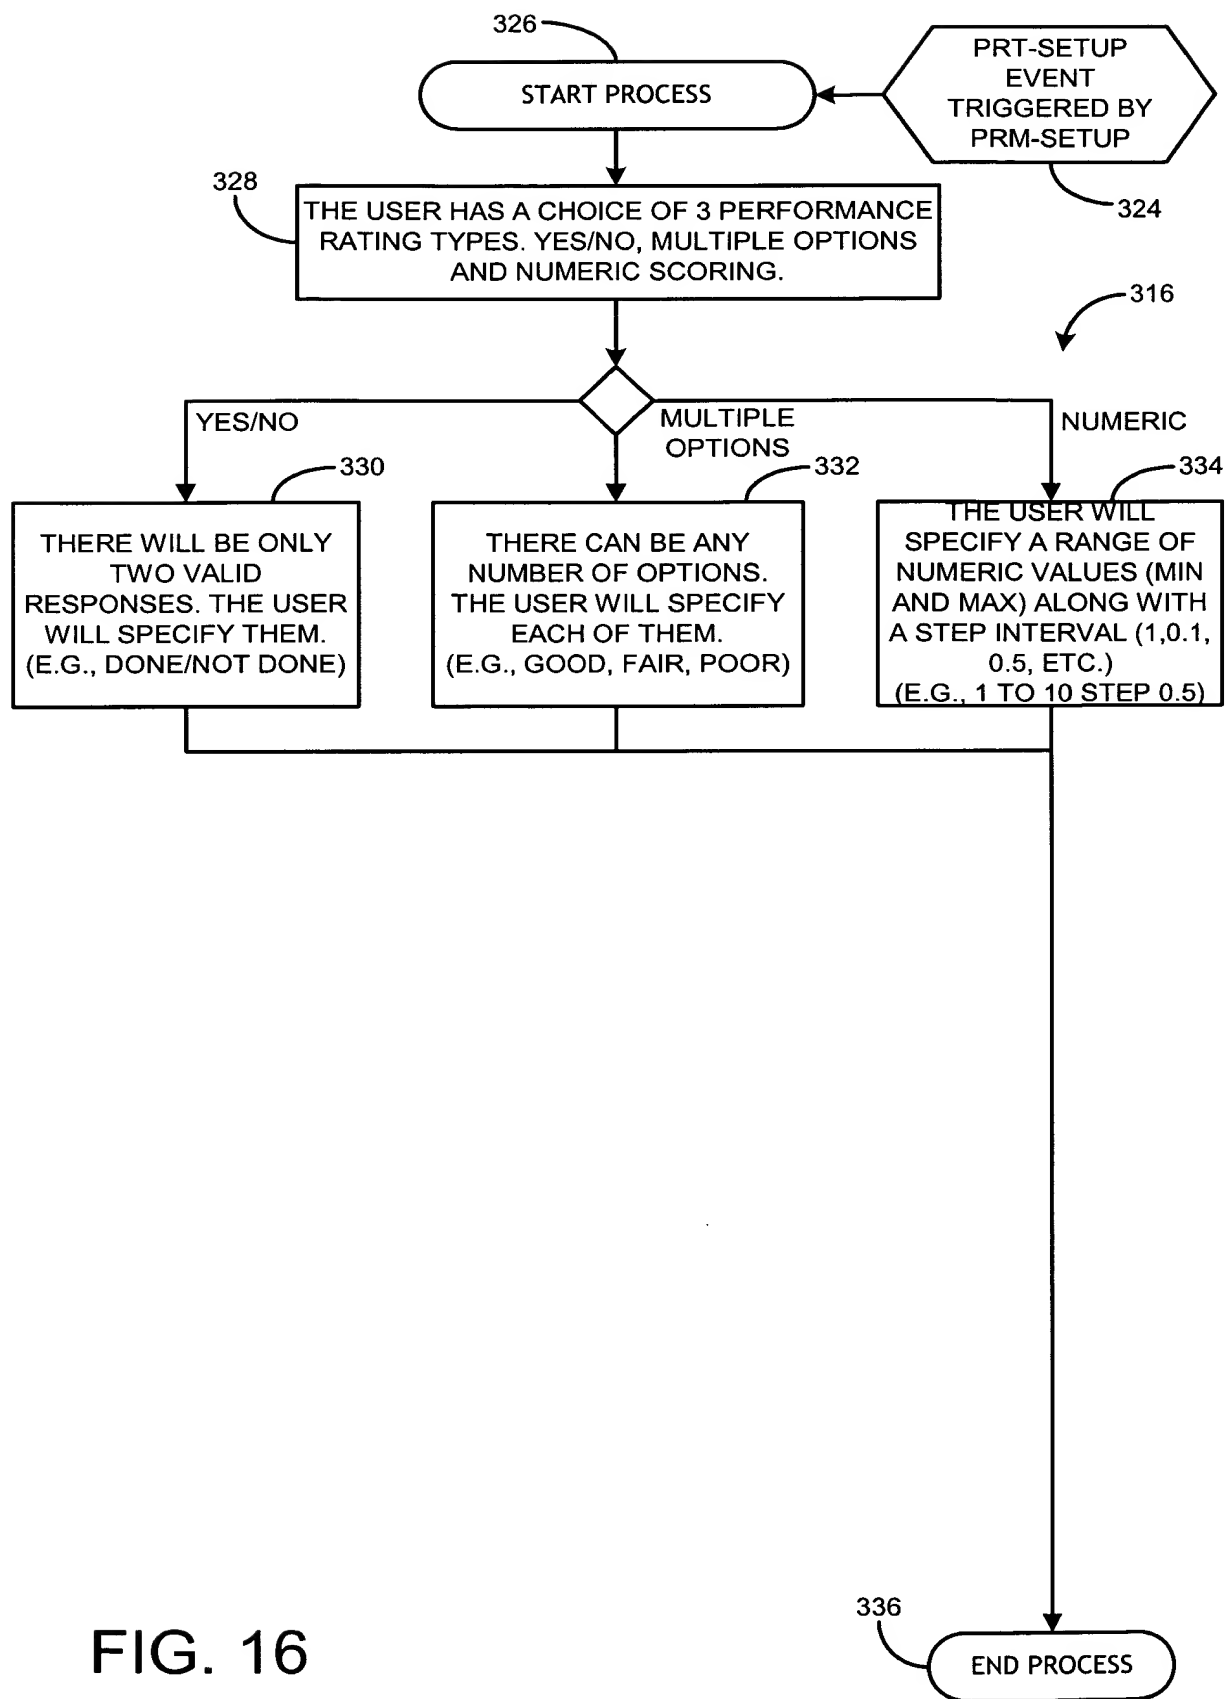 326
START PROCESS
PRT-SETUP
EVENT
TRIGGERED BY
PRM-SETUP
324
328
THE USER HAS A CHOICE OF 3 PERFORMANCE
RATING TYPES. YES/NO, MULTIPLE OPTIONS
AND NUMERIC SCORING.
316
YES/NO
MULTIPLE
OPTIONS
NUMERIC
330
THERE WILL BE ONLY
TWO VALID
RESPONSES. THE USER
WILL SPECIFY THEM.
(E.G., DONE/NOT DONE)
332
THERE CAN BE ANY
NUMBER OF OPTIONS.
THE USER WILL SPECIFY
EACH OF THEM.
(E.G., GOOD, FAIR, POOR)
334
THE USER WILL
SPECIFY A RANGE OF
NUMERIC VALUES (MIN
AND MAX) ALONG WITH
A STEP INTERVAL (1,0.1,
0.5, ETC.)
(E.G., 1 TO 10 STEP 0.5)
336
END PROCESS
FIG. 16